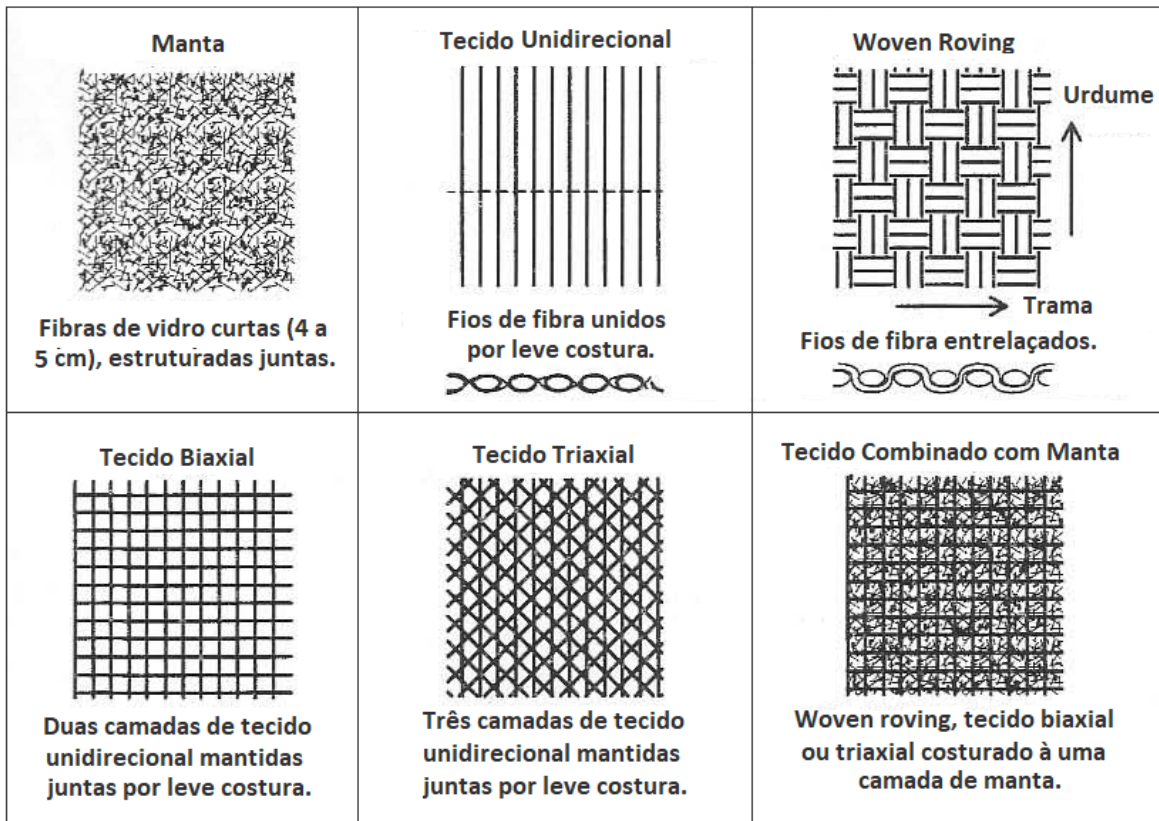 Manta
Fibras de vidro curtas (4 a
5 cm), estruturadas juntas.
Tecido Unidirecional
Fios de fibra unidos
por leve costura.
Woven Roving
Urdume
Trama
Fios de fibra entrelaçados.
Tecido Biaxial
Duas camadas de tecido
unidirecional mantidas
juntas por leve costura.
Tecido Triaxial
Três camadas de tecido
unidirecional mantidas
juntas por leve costura.
Tecido Combinado com Manta
Woven roving, tecido biaxial
ou triaxial costurado à uma
camada de manta.